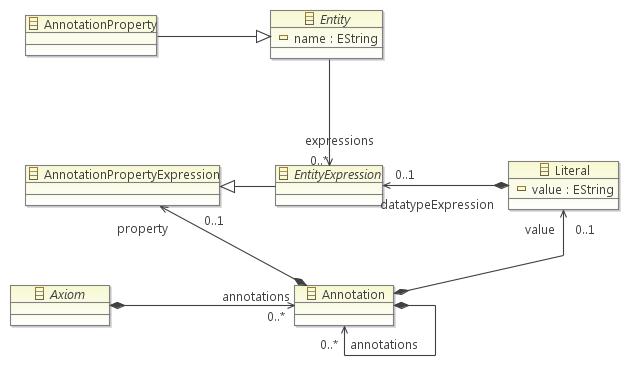 AnnotationProperty
Entity
name : EString
expressions
0..*
AnnotationPropertyExpression
EntityExpression
0..1
datatypeExpression
Literal
value : EString
property
0..1
value
0..1
Axiom
annotations
0..*
Annotation
0..*
annotations